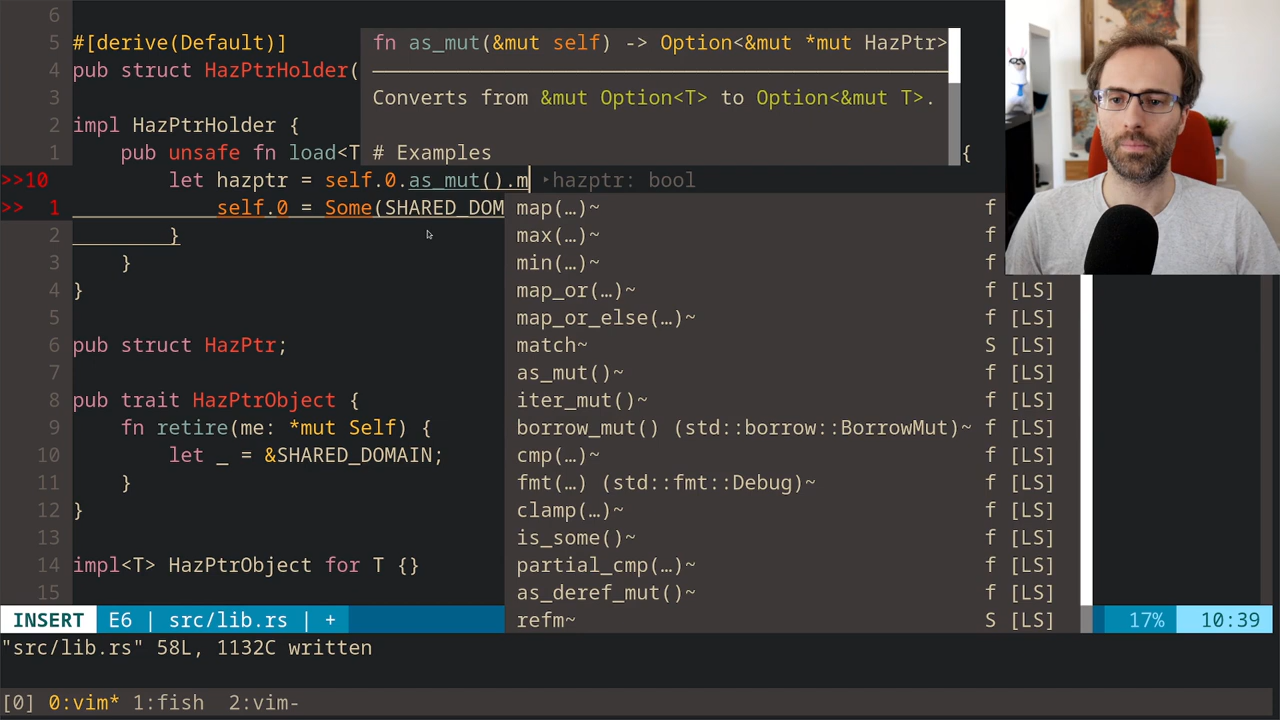 6
5 #[derive(Default)]
fn as_mut(&mut self) -> Option<&mut *mut HazPtr>
4 pub struct HazPtrHolder(
3
Converts from &mut Option<T> to Option<&mut T>.
2 impl HazPtrHolder {
1 pub unsafe fn load<T
# Examples
{
>>10 let hazptr = self.0.as_mut().m ‣hazptr: bool
>> 1 self.0 = Some(SHARED_DOM
map(…)~ f
2 }
max(…)~ f
3 }
min(…)~ f
4 }
map_or(…)~ f [LS]
5
map_or_else(…)~ f [LS]
6 pub struct HazPtr;
match~ S [LS]
7
as_mut()~ f [LS]
8 pub trait HazPtrObject {
iter_mut()~ f [LS]
9 fn retire(me: *mut Self) {
borrow_mut() (std::borrow::BorrowMut)~ f [LS]
10 let _ = &SHARED_DOMAIN;
cmp(…)~ f [LS]
11 }
fmt(…) (std::fmt::Debug)~ f [LS]
12 }
clamp(…)~ f [LS]
13
is_some()~ f [LS]
14 impl<T> HazPtrObject for T {}
partial_cmp(…)~ f [LS]
15
as_deref_mut()~ f [LS]
refm~ S [LS]
INSERT E6 | src/lib.rs | + 17% 10:39
"src/lib.rs" 58L, 1132C written
[0] 0:vim* 1:fish 2:vim-